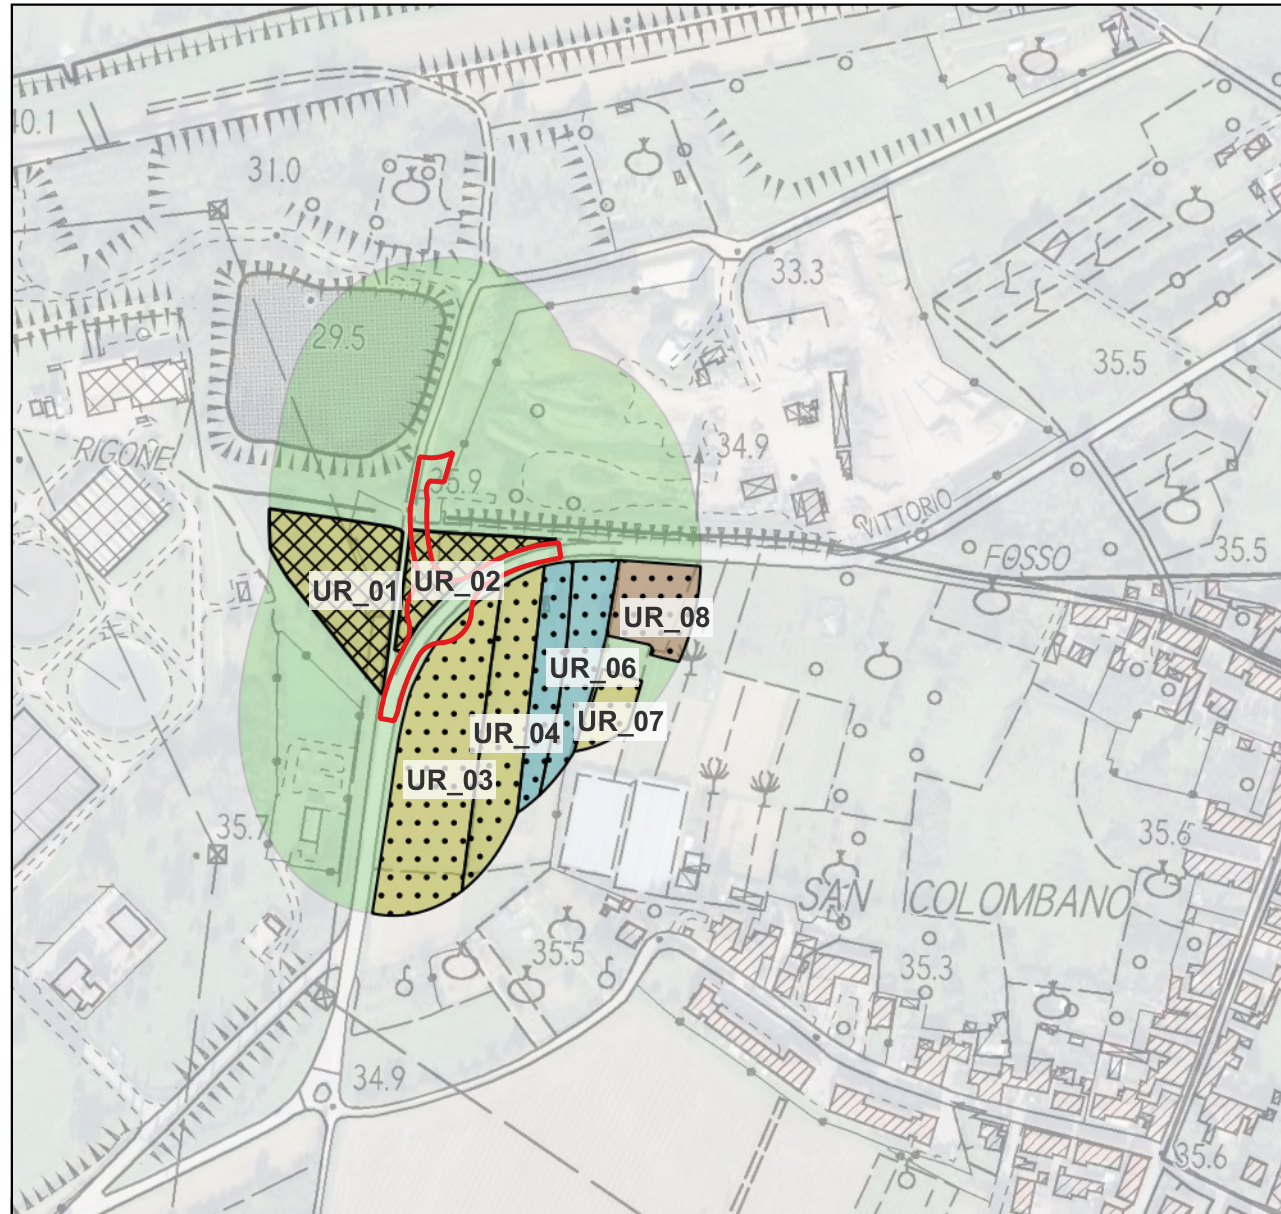 40.1
31.0
33.3
29.5
35.5
RIGONE
35.9
34.9
VITTORIO
FOSSO
35.5
UR_01
UR_02
UR_08
UR_06
UR_07
UR_04
UR_03
35.7
35.6
SAN COLOMBANO
35.5
35.3
34.9
35.6